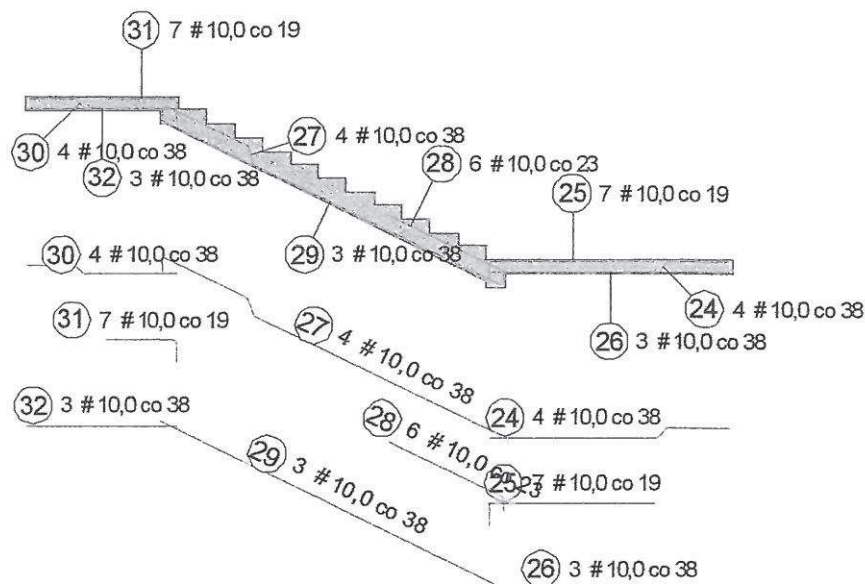 31 7 # 10,0 co 19
27 4 # 10,0 co 38
30 4 # 10,0 co 38
28 6 # 10,0 co 23
32 3 # 10,0 co 38
25 7 # 10,0 co 19
29 3 # 10,0 co 38
30 4 # 10,0 co 38
24 4 # 10,0 co 38
31 7 # 10,0 co 19
27 4 # 10,0 co 38
26 3 # 10,0 co 38
32 3 # 10,0 co 38
24 4 # 10,0 co 38
28 6 # 10,0 co 23
29 3 # 10,0 co 38
25 7 # 10,0 co 19
26 3 # 10,0 co 38